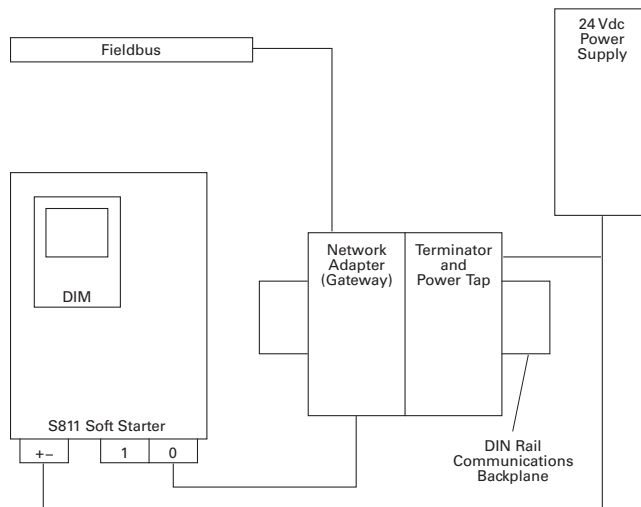 Fieldbus
24 Vdc
Power
Supply
Network
Adapter
(Gateway)
Terminator
and
Power Tap
DIM
S811 Soft Starter
+–
1
0
DIN Rail
Communications
Backplane